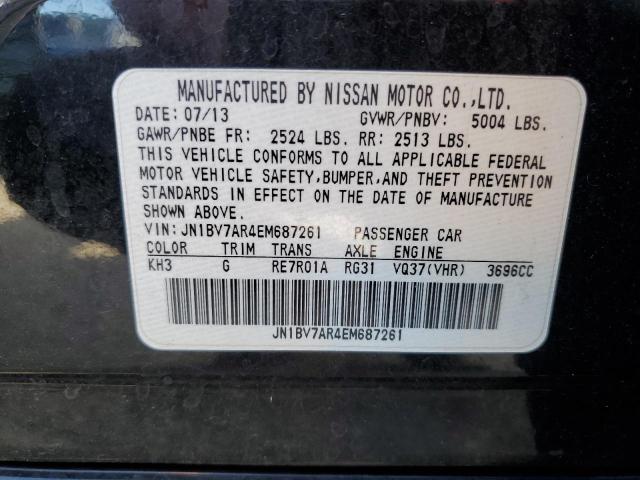 MANUFACTURED BY NISSAN MOTOR CO.,LTD.
DATE: 07/13 GVWR/PNBV: 5004 LBS.
GAWR/PNBE FR: 2524 LBS. RR: 2513 LBS.
THIS VEHICLE CONFORMS TO ALL APPLICABLE FEDERAL
MOTOR VEHICLE SAFETY,BUMPER,AND THEFT PREVENTION
STANDARDS IN EFFECT ON THE DATE OF MANUFACTURE
SHOWN ABOVE.
VIN: JN1BV7AR4EM687261 PASSENGER CAR
COLOR TRIM TRANS AXLE ENGINE
KH3 G RE7R01A RG31 VQ37(VHR) 3696CC
JN1BV7AR4EM687261